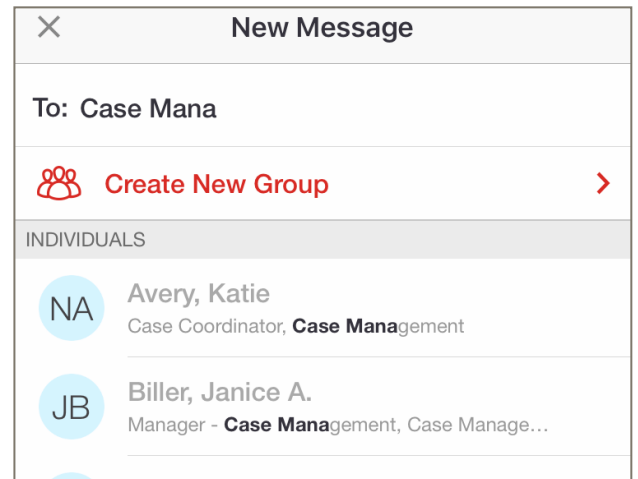 New Message
To: Case Mana
Create New Group
INDIVIDUALS
NA
Avery, Katie
Case Coordinator, Case Management
JB
Biller, Janice A.
Manager - Case Management, Case Manage…